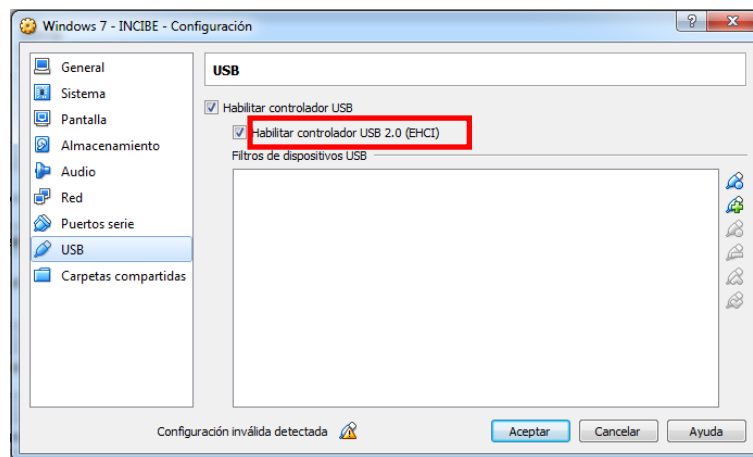 Windows 7 - INCIBE - Configuración
General
Sistema
Pantalla
Almacenamiento
Audio
Red
Puertos serie
USB
Carpetas compartidas
USB
Habilitar controlador USB
Habilitar controlador USB 2.0 (EHCI)
Filtros de dispositivos USB
Configuración inválida detectada
Aceptar
Cancelar
Ayuda